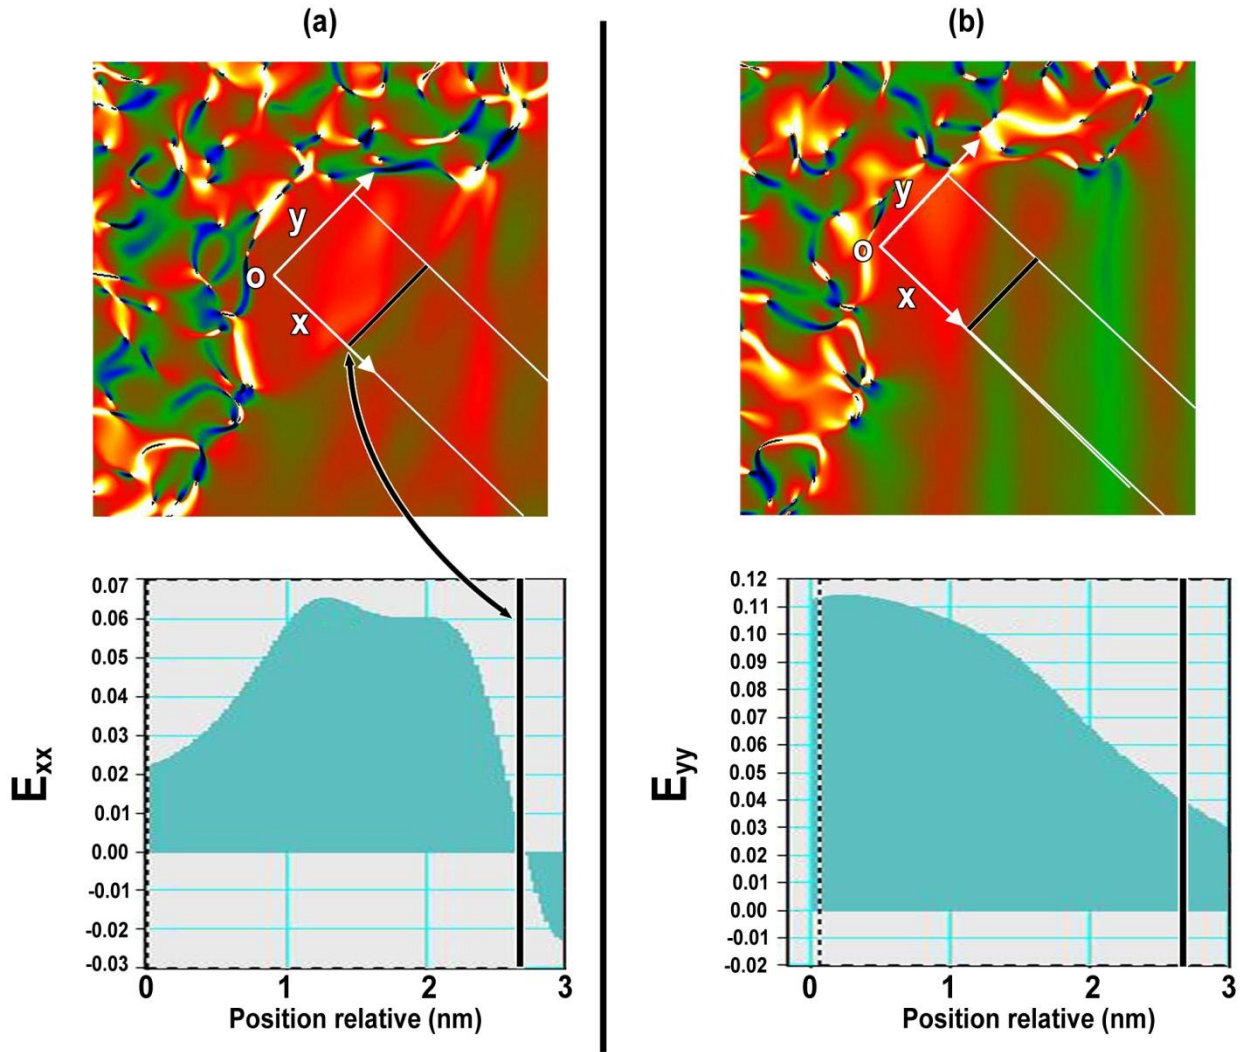 (a)
(b)
y
o
x
y
o
x
0.07
0.06
0.05
0.04
0.03
0.02
0.01
0.00
-0.01
-0.02
-0.03
Exx
0
1
2
3
Position relative (nm)
0.12
0.11
0.10
0.09
0.08
0.07
0.06
0.05
0.04
0.03
0.02
0.01
0.00
-0.01
-0.02
Eyy
0
1
2
3
Position relative (nm)